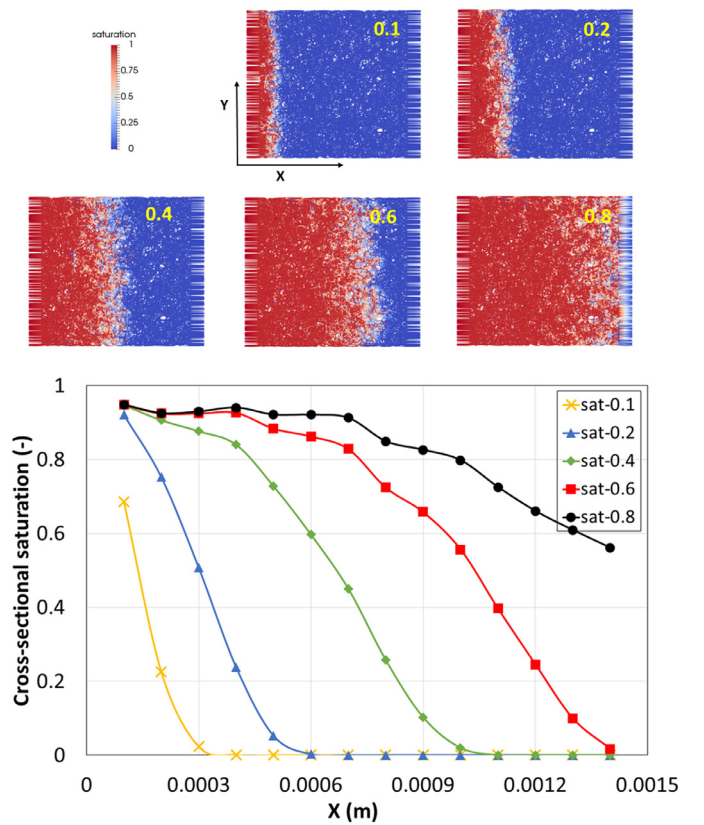 saturation
1
0.75
0.5
0.25
0
0.1
Y
X
0.2
0.4
0.6
0.8
Cross-sectional saturation (-)
1
0.8
0.6
0.4
0.2
0
sat-0.1
sat-0.2
sat-0.4
sat-0.6
sat-0.8
0 0.0003 0.0006 0.0009 0.0012 0.0015
X (m)